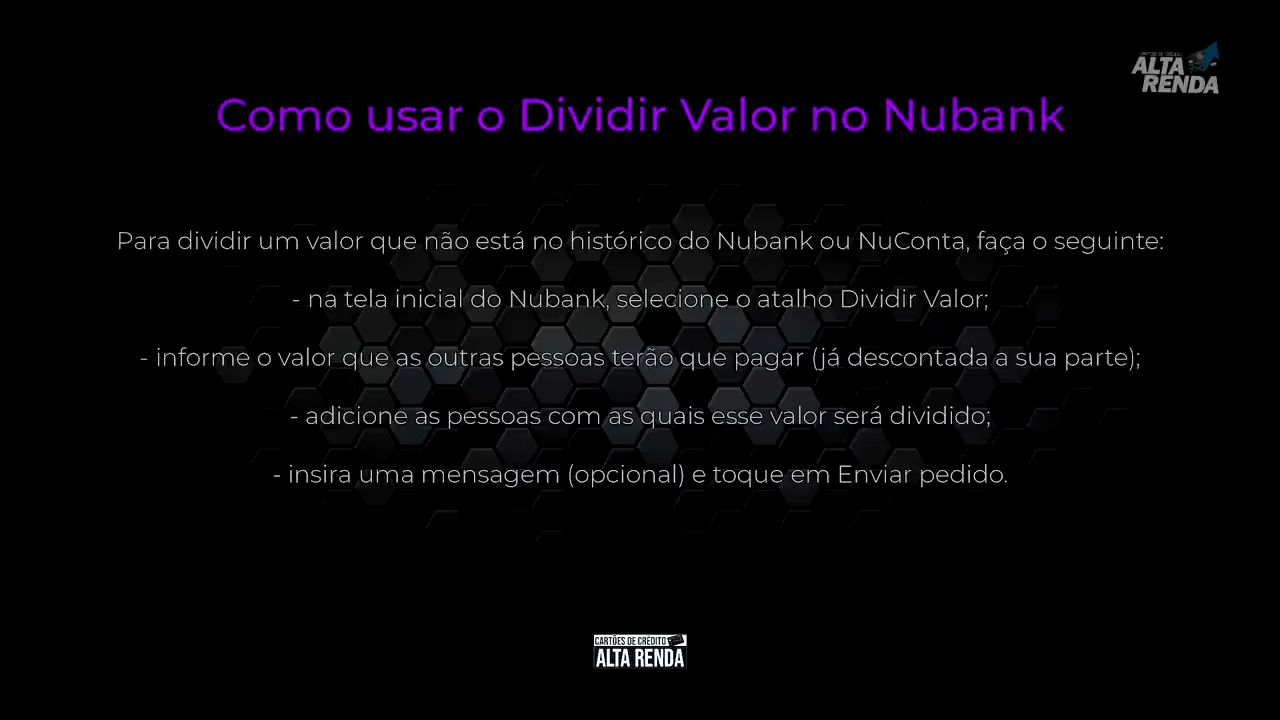 ALTA
RENDA
Como usar o Dividir Valor no Nubank
Para dividir um valor que não está no histórico do Nubank ou NuConta, faça o seguinte:
- na tela inicial do Nubank, selecione o atalho Dividir Valor;
- informe o valor que as outras pessoas terão que pagar (já descontada a sua parte);
- adicione as pessoas com as quais esse valor será dividido;
- insira uma mensagem (opcional) e toque em Enviar pedido.
CARTÕES DE CRÉDITO
ALTA RENDA